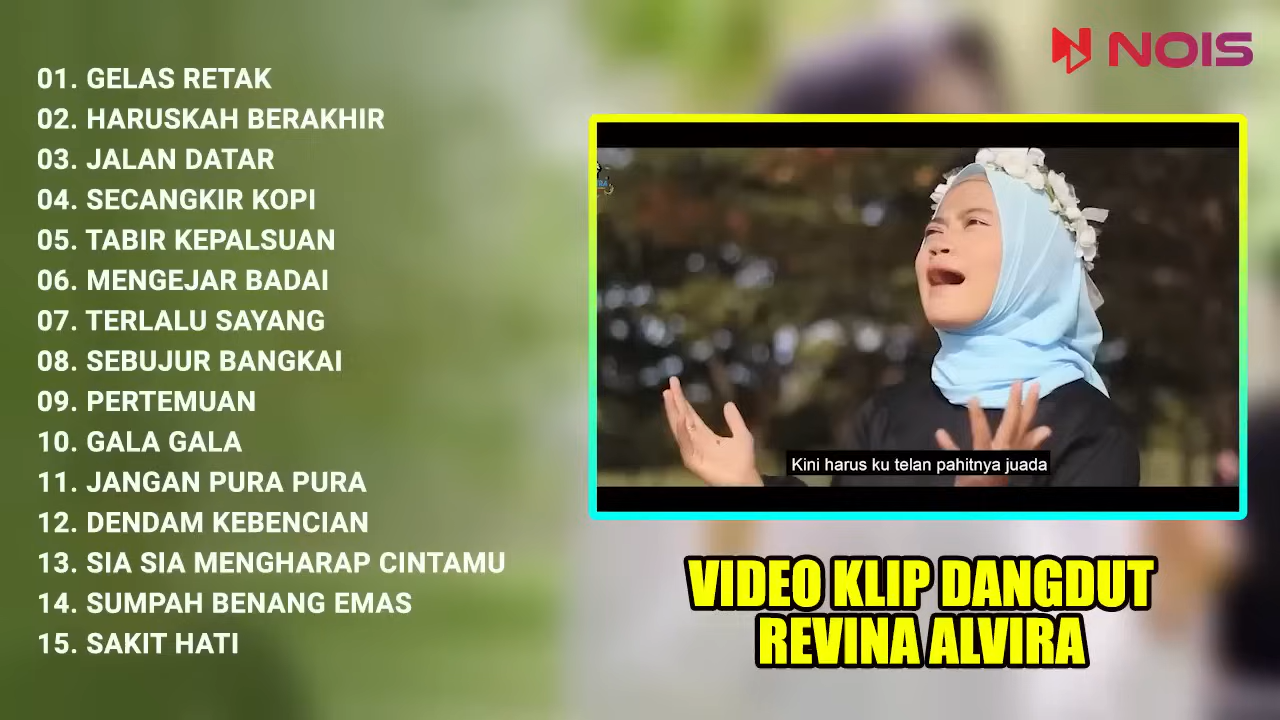 01. GELAS RETAK
02. HARUSKAH BERAKHIR
03. JALAN DATAR
04. SECANGKIR KOPI
05. TABIR KEPALSUAN
06. MENGEJAR BADAI
07. TERLALU SAYANG
08. SEBUJUR BANGKAI
09. PERTEMUAN
10. GALA GALA
11. JANGAN PURA PURA
12. DENDAM KEBENCIAN
13. SIA SIA MENGHARAP CINTAMU
14. SUMPAH BENANG EMAS
15. SAKIT HATI
NOIS
Kini harus ku telan pahitnya juada
VIDEO KLIP DANGDUT
REVINA ALVIRA